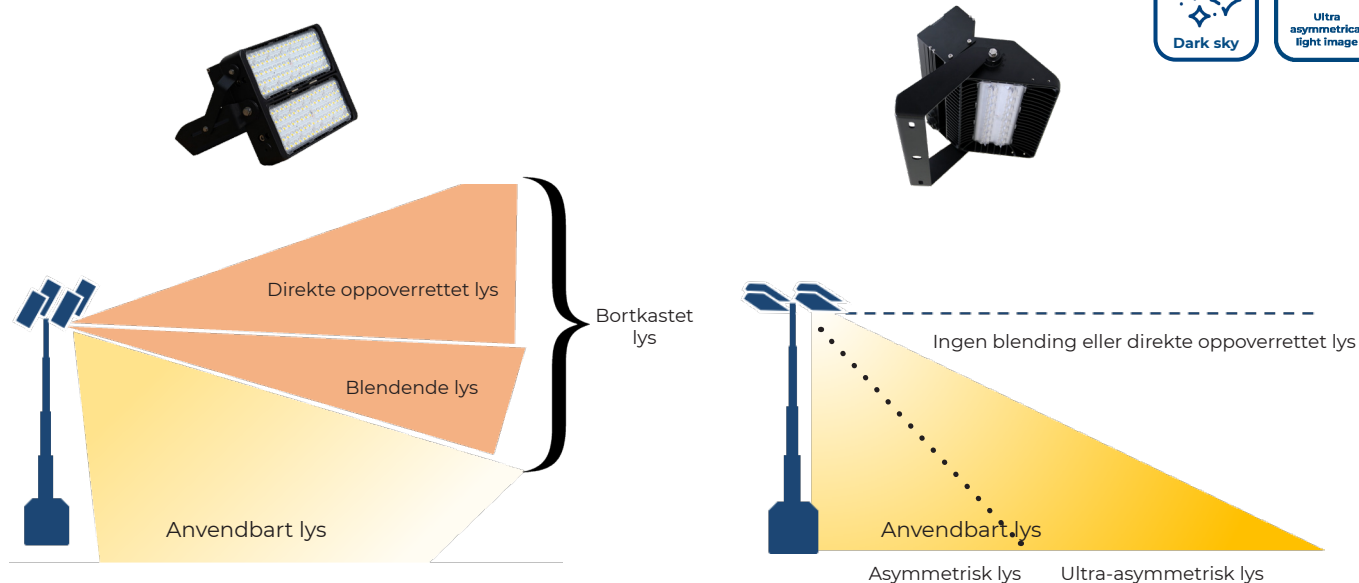 Dark sky
Ultra
asymmetrical
light image
Direkte oppoverrettet lys
Blendende lys
Bortkastet
lys
Anvendbart lys
Ingen blending eller direkte oppoverrettet lys
Anvendbart lys
Asymmetrisk lys
Ultra-asymmetrisk lys